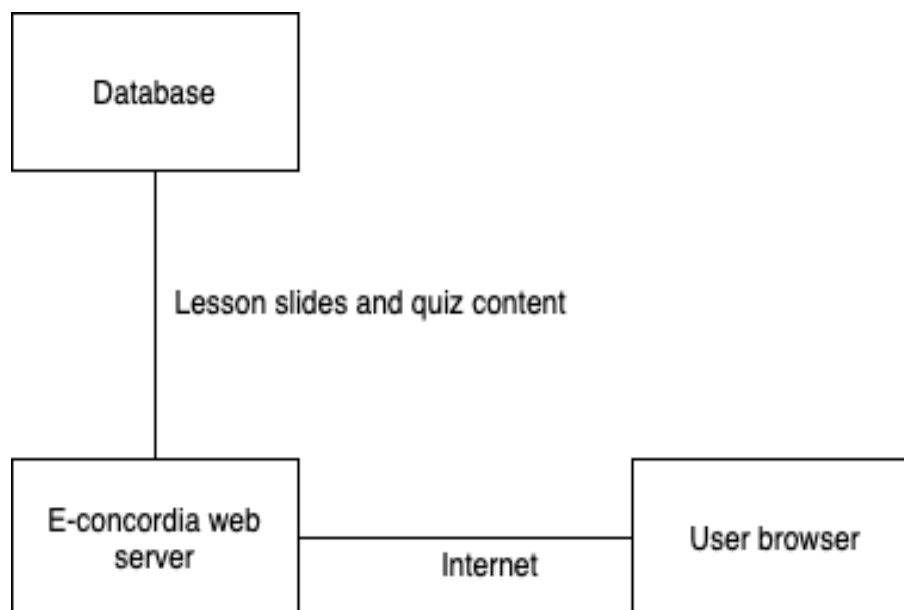 Database
Lesson slides and quiz content
E-concordia web
server
Internet
User browser